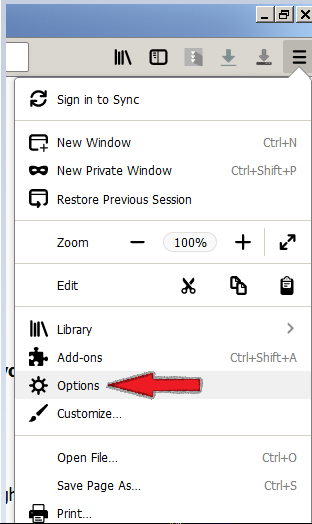 Sign in to Sync
New Window Ctrl+N
New Private Window Ctrl+Shift+P
Restore Previous Session
Zoom 100%
Edit
Library
Add-ons Ctrl+Shift+A
Options
Customize...
Open File... Ctrl+O
Save Page As... Ctrl+S
Print...